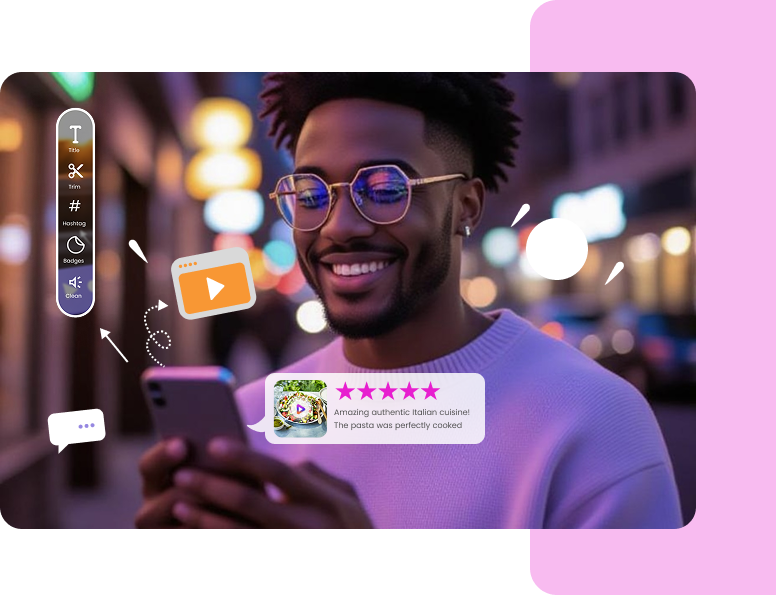 Title
Trim
#
Hashtag
Badges
Clean
Amazing authentic Italian cuisine!
The pasta was perfectly cooked